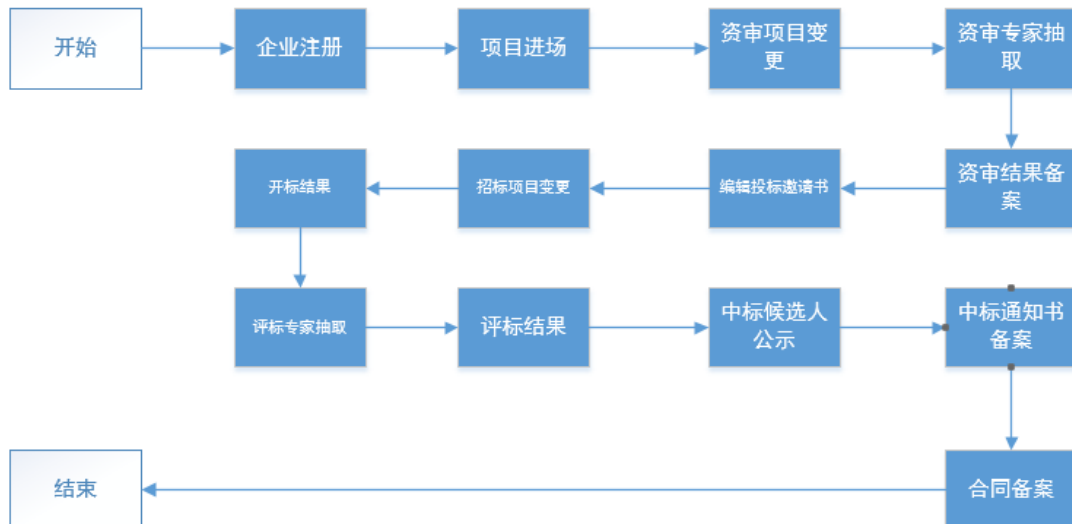 开始
企业注册
项目进场
资审项目变
更
资审专家抽
取
开标结果
招标项目变更
编辑投标邀请书
资审结果备
案
评标专家抽取
评标结果
中标候选人
公示
中标通知书
备案
结束
合同备案